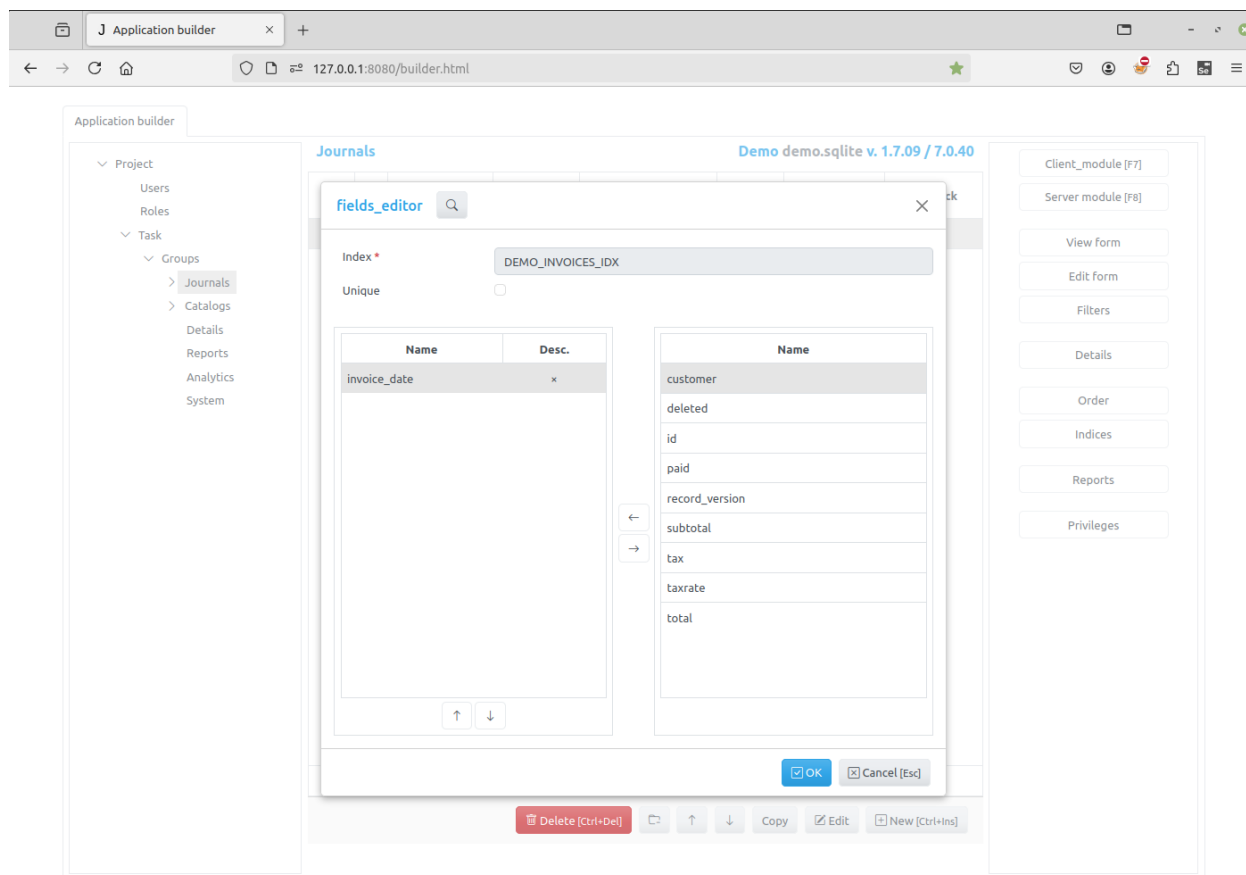 J Application builder
127.0.0.1:8080/builder.html
Se
Application builder
Project
Users
Roles
Task
Groups
Journals
Catalogs
Details
Reports
Analytics
System
Journals
Demo demo.sqlite v. 1.7.09 / 7.0.40
fields_editor
Index *
DEMO_INVOICES_IDX
Unique
Name Desc.
invoice_date ×
Name
customer
deleted
id
paid
record_version
subtotal
tax
taxrate
total
OK Cancel [Esc]
Delete [Ctrl+Del] Copy Edit New [Ctrl+Ins]
Client_module [F7]
Server module [F8]
View form
Edit form
Filters
Details
Order
Indices
Reports
Privileges